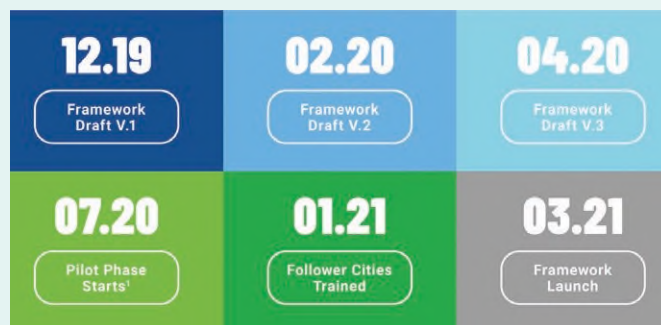 12.19
02.20
04.20
Framework
Draft V.1
Framework
Draft V.2
Framework
Draft V.3
07.20
01.21
03.21
Pilot Phase
Starts¹
Follower Cities
Trained
Framework
Launch